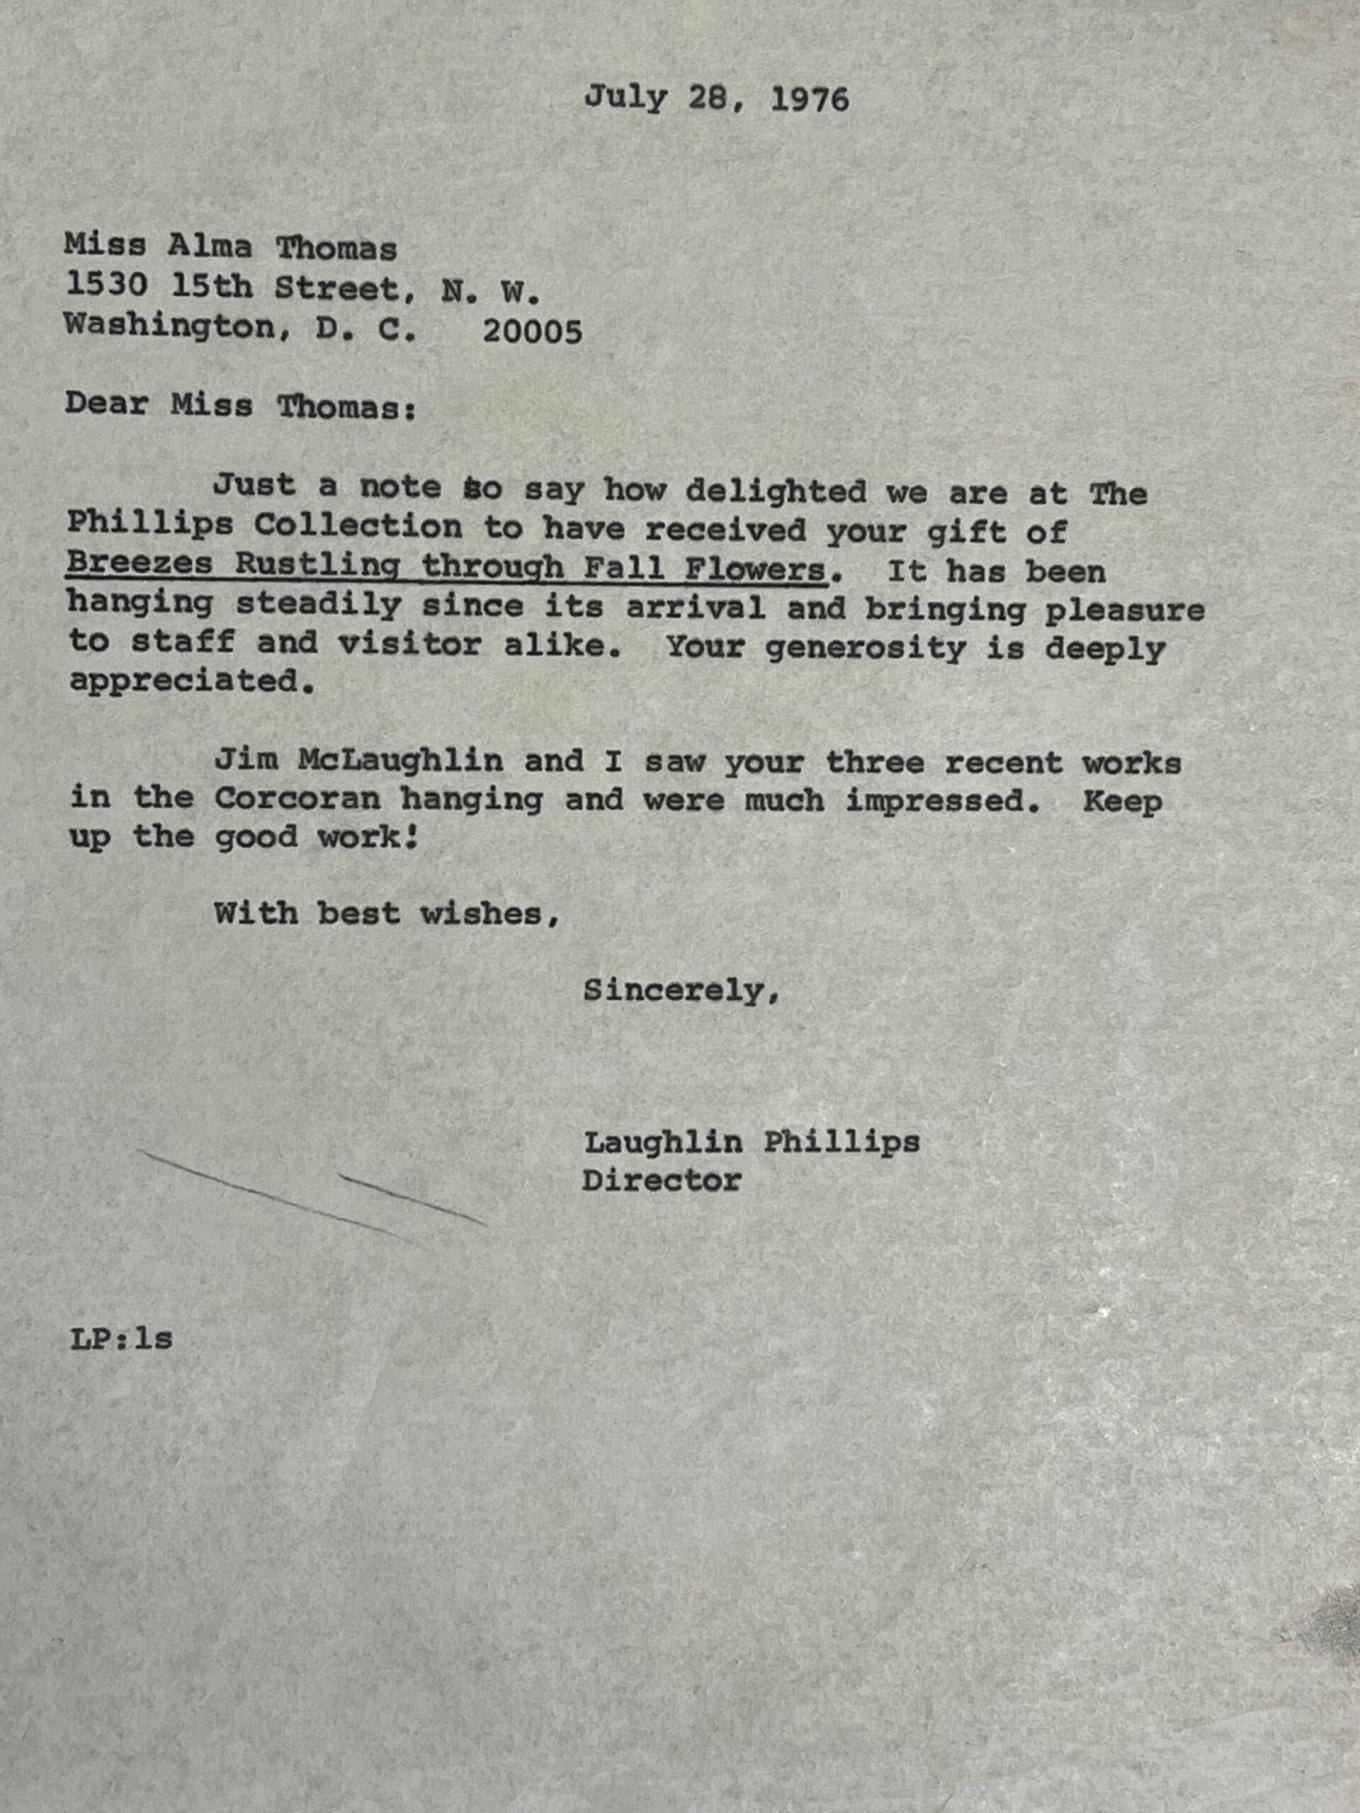 July 28, 1976
Miss Alma Thomas
1530 15th Street, N. W.
Washington, D. C. 20005
Dear Miss Thomas:
Just a note to say how delighted we are at The
Phillips Collection to have received your gift of
Breezes Rustling through Fall Flowers. It has been
hanging steadily since its arrival and bringing pleasure
to staff and visitor alike. Your generosity is deeply
appreciated.
Jim McLaughlin and I saw your three recent works
in the Corcoran hanging and were much impressed. Keep
up the good work!
With best wishes,
Sincerely,
Laughlin Phillips
Director
LP:ls